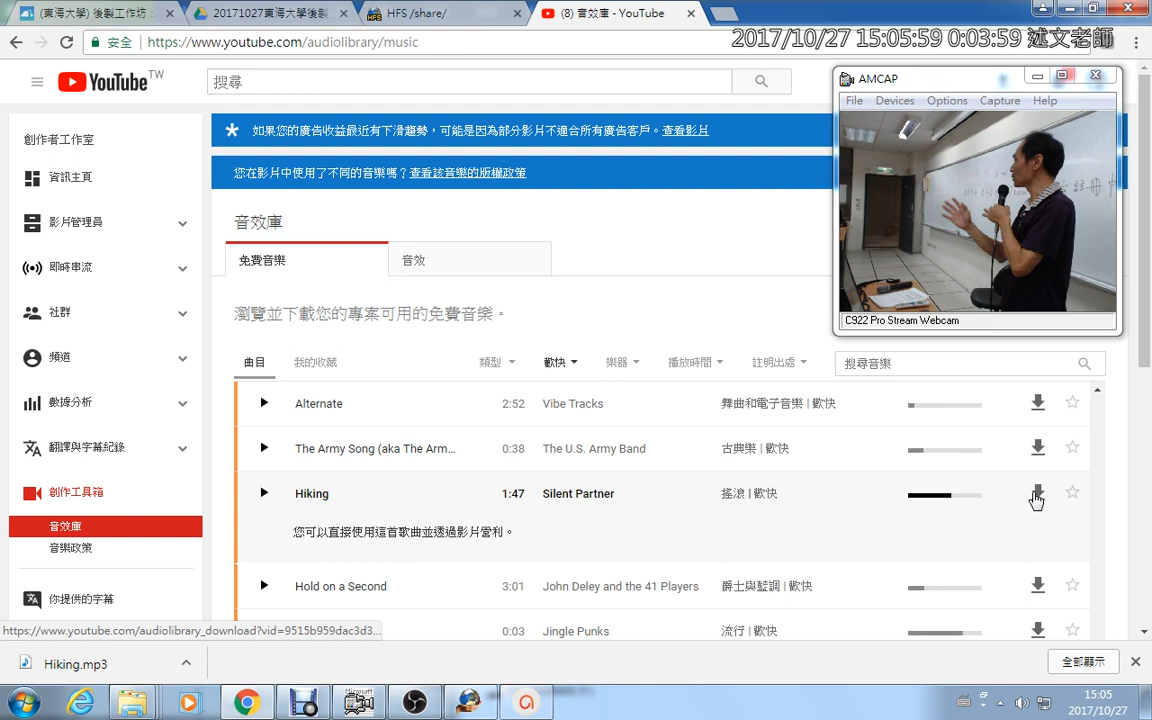 (東海大學) 後製工作坊 :
20171027東海大學後製
HFS /share/
(8) 音效庫 - YouTube
安全
https://www.youtube.com/audiolibrary/music
2017/10/27 15:05:59 0:03:59 述文老師
YouTube TW
搜尋
AMCAP
File Devices Options Capture Help
C922 Pro Stream Webcam
創作者工作室
資訊主頁
影片管理員
即時串流
社群
頻道
數據分析
翻譯與字幕紀錄
創作工具箱
音效庫
音樂政策
你提供的字幕
如果您的廣告收益最近有下滑趨勢，可能是因為部分影片不適合所有廣告客戶。查看影片
您在影片中使用了不同的音樂嗎？查看該音樂的版權政策
音效庫
免費音樂
音效
瀏覽並下載您的專案可用的免費音樂。
曲目 我的收藏 類型 歡快 樂器 播放時間 註明出處 搜尋音樂
Alternate 2:52 Vibe Tracks 舞曲和電子音樂 | 歡快
The Army Song (aka The Arm... 0:38 The U.S. Army Band 古典樂 | 歡快
Hiking 1:47 Silent Partner 搖滾 | 歡快
您可以直接使用這首歌曲並透過影片營利。
Hold on a Second 3:01 John Deley and the 41 Players 爵士與藍調 | 歡快
0:03 Jingle Punks 流行 | 歡快
https://www.youtube.com/audiolibrary_download?vid=9515b959dac3d3...
Hiking.mp3
全部顯示
15:05
2017/10/27